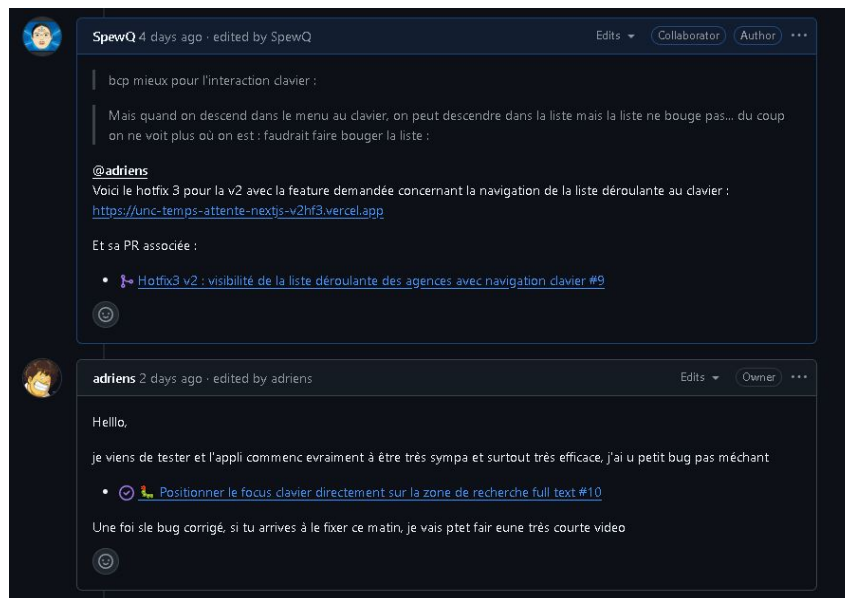 SpewQ 4 days ago · edited by SpewQ Edits Collaborator Author
bcp mieux pour l'interaction clavier :
Mais quand on descend dans le menu au clavier, on peut descendre dans la liste mais la liste ne bouge pas... du coup
on ne voit plus où on est : faudrait faire bouger la liste :
@adriens
Voici le hotfix 3 pour la v2 avec la feature demandée concernant la navigation de la liste déroulante au clavier :
https://unc-temps-attente-nextjs-v2hf3.vercel.app
Et sa PR associée :
Hotfix3 v2 : visibilité de la liste déroulante des agences avec navigation clavier #9
adriens 2 days ago · edited by adriens Edits Owner
Helllo,
je viens de tester et l'appli commenc evraiment à être très sympa et surtout très efficace, j'ai u petit bug pas méchant
Positionner le focus clavier directement sur la zone de recherche full text #10
Une foi sle bug corrigé, si tu arrives à le fixer ce matin, je vais ptet fair eune très courte video